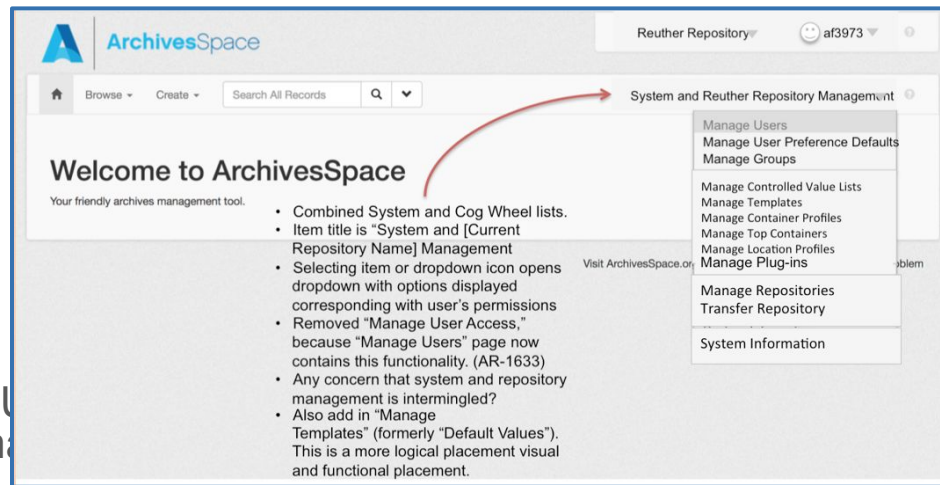 ArchivesSpace
Reuther Repository
af3973
Browse
Create
Search All Records
System and Reuther Repository Management
Manage Users
Manage User Preference Defaults
Manage Groups
Manage Controlled Value Lists
Manage Templates
Manage Container Profiles
Manage Top Containers
Manage Location Profiles
Manage Plug-ins
Manage Repositories
Transfer Repository
System Information
Welcome to ArchivesSpace
Your friendly archives management tool.
• Combined System and Cog Wheel lists.
• Item title is “System and [Current
Repository Name] Management
• Selecting item or dropdown icon opens
dropdown with options displayed
corresponding with user’s permissions
• Removed “Manage User Access,”
because “Manage Users” page now
contains this functionality. (AR-1633)
• Any concern that system and repository
management is intermingled?
• Also add in “Manage
Templates” (formerly “Default Values”).
This is a more logical placement visual
and functional placement.
Visit ArchivesSpace.or